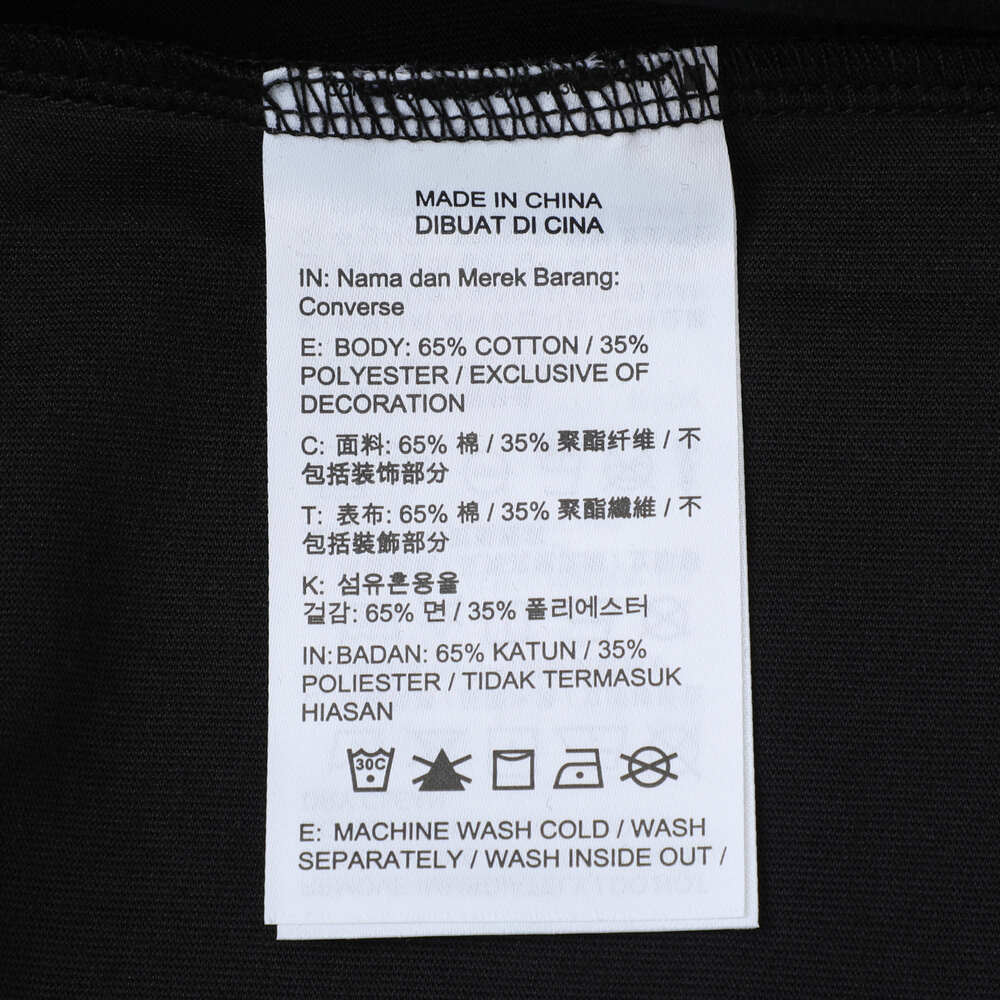 MADE IN CHINA
DIBUAT DI CINA
IN: Nama dan Merek Barang:
Converse
E: BODY: 65% COTTON / 35%
POLYESTER / EXCLUSIVE OF
DECORATION
C: 面料: 65% 棉 / 35% 聚酯纤维 / 不
包括装饰部分
T: 表布: 65% 棉 / 35% 聚酯纖維 / 不
包括裝飾部分
K: 섬유혼용율
겉감: 65% 면 / 35% 폴리에스터
IN: BADAN: 65% KATUN / 35%
POLIESTER / TIDAK TERMASUK
HIASAN
30C
E: MACHINE WASH COLD / WASH
SEPARATELY / WASH INSIDE OUT /